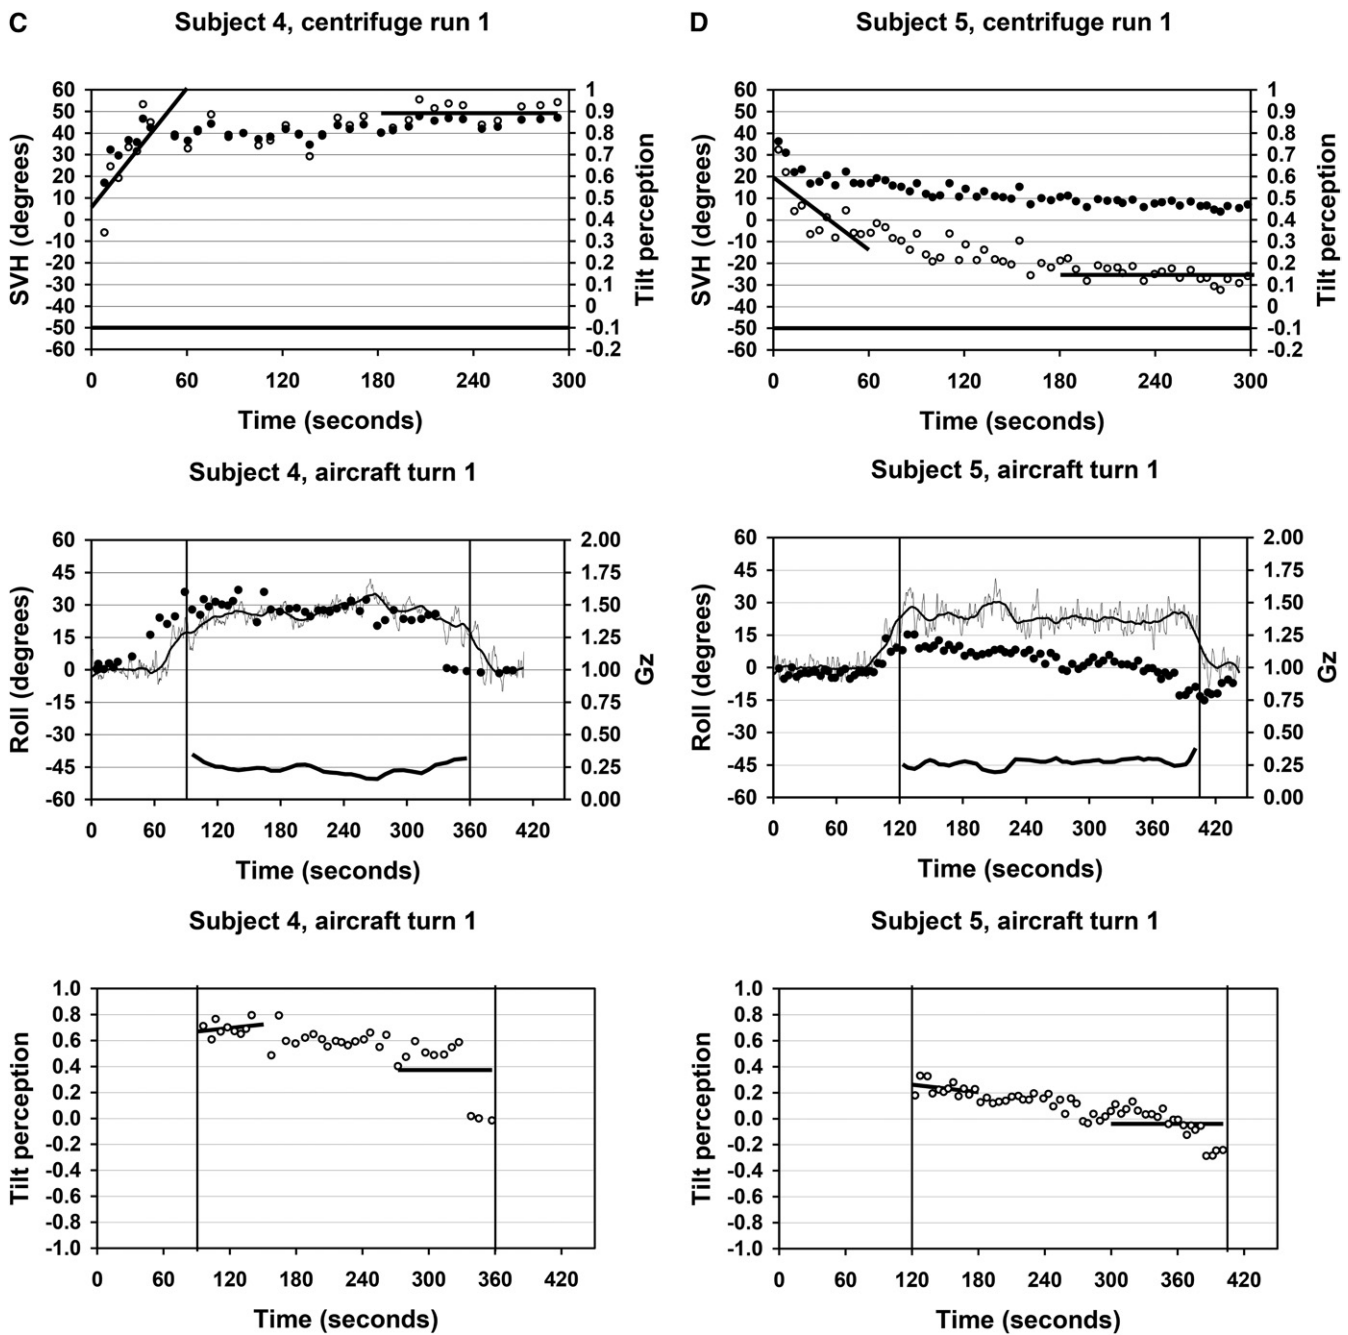 C Subject 4, centrifuge run 1
60 50 40 30 20 10 0 -10 -20 -30 -40 -50 -60
SVH (degrees)
1 0.9 0.8 0.7 0.6 0.5 0.4 0.3 0.2 0.1 0 -0.1 -0.2
Tilt perception
0 60 120 180 240 300
Time (seconds)
D Subject 5, centrifuge run 1
60 50 40 30 20 10 0 -10 -20 -30 -40 -50 -60
SVH (degrees)
1 0.9 0.8 0.7 0.6 0.5 0.4 0.3 0.2 0.1 0 -0.1 -0.2
Tilt perception
0 60 120 180 240 300
Time (seconds)
Subject 4, aircraft turn 1
60 45 30 15 0 -15 -30 -45 -60
Roll (degrees)
2.00 1.75 1.50 1.25 1.00 0.75 0.50 0.25 0.00
Gz
0 60 120 180 240 300 360 420
Time (seconds)
Subject 5, aircraft turn 1
60 45 30 15 0 -15 -30 -45 -60
Roll (degrees)
2.00 1.75 1.50 1.25 1.00 0.75 0.50 0.25 0.00
Gz
0 60 120 180 240 300 360 420
Time (seconds)
Subject 4, aircraft turn 1
1.0 0.8 0.6 0.4 0.2 0.0 -0.2 -0.4 -0.6 -0.8 -1.0
Tilt perception
0 60 120 180 240 300 360 420
Time (seconds)
Subject 5, aircraft turn 1
1.0 0.8 0.6 0.4 0.2 0.0 -0.2 -0.4 -0.6 -0.8 -1.0
Tilt perception
0 60 120 180 240 300 360 420
Time (seconds)